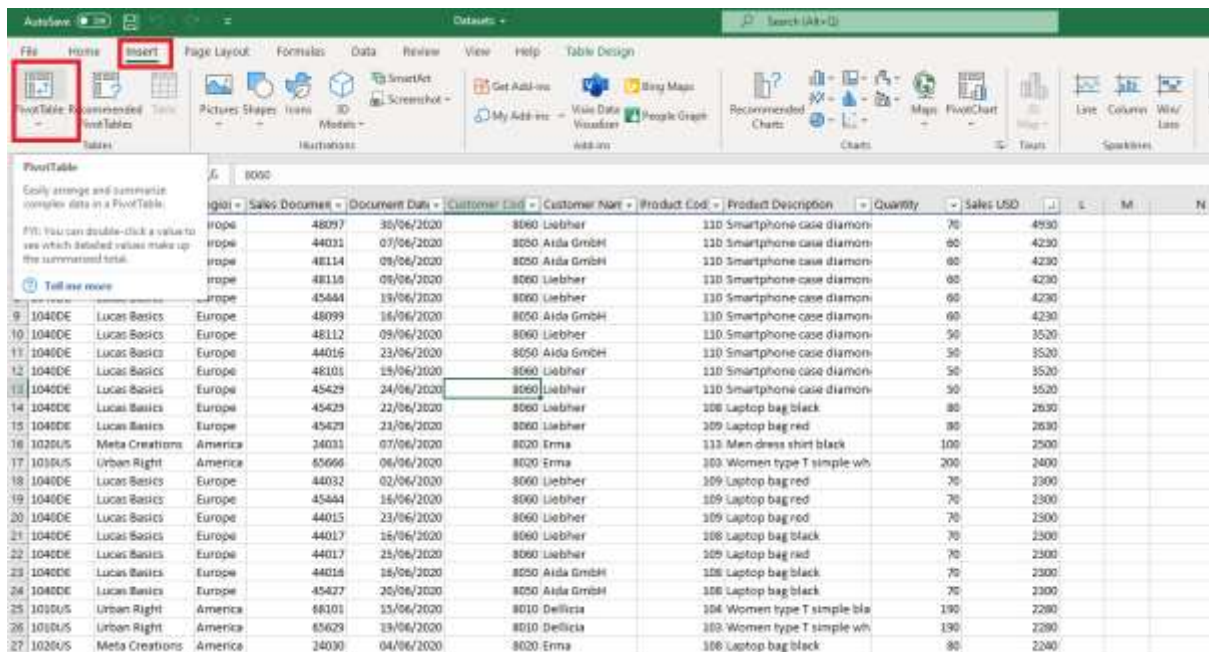 AutoSave
Datasets
Search (Alt+Q)
File Home Insert Page Layout Formulas Data Review View Help Table Design
PivotTable Recommended PivotTables Table Pictures Shapes Icons 3D Models SmartArt Screenshot Get Add-ins My Add-ins Visio Data Visualizer Bing Maps People Graph Recommended Charts Maps PivotChart 3D Map Line Column Win/Loss
Tables Illustrations Add-ins Charts Tours Sparklines
PivotTable
Easily arrange and summarize
complex data in a PivotTable.
FYI: You can double-click a value to
see which detailed values make up
the summarized total.
Tell me more
8060
Sales Documen Document Date Customer Cod Customer Nam Product Cod Product Description Quantity Sales USD L M N
urope 48097 30/06/2020 8060 Liebher 110 Smartphone case diamon 70 4930
urope 44031 07/06/2020 8050 Aida GmbH 110 Smartphone case diamon 60 4230
urope 48114 09/06/2020 8050 Aida GmbH 110 Smartphone case diamon 60 4230
urope 48116 09/06/2020 8060 Liebher 110 Smartphone case diamon 60 4230
urope 45444 19/06/2020 8060 Liebher 110 Smartphone case diamon 60 4230
9 1040DE Lucas Basics Europe 48099 16/06/2020 8050 Aida GmbH 110 Smartphone case diamon 60 4230
10 1040DE Lucas Basics Europe 48112 09/06/2020 8060 Liebher 110 Smartphone case diamon 50 3520
11 1040DE Lucas Basics Europe 44016 23/06/2020 8050 Aida GmbH 110 Smartphone case diamon 50 3520
12 1040DE Lucas Basics Europe 48101 19/06/2020 8060 Liebher 110 Smartphone case diamon 50 3520
13 1040DE Lucas Basics Europe 45429 24/06/2020 8060 Liebher 110 Smartphone case diamon 50 3520
14 1040DE Lucas Basics Europe 45429 22/06/2020 8060 Liebher 108 Laptop bag black 80 2630
15 1040DE Lucas Basics Europe 45429 23/06/2020 8060 Liebher 109 Laptop bag red 80 2630
16 1020US Meta Creations America 24031 07/06/2020 8020 Erma 113 Men dress shirt black 100 2500
17 1010US Urban Right America 65666 06/06/2020 8020 Erma 103 Women type T simple wh 200 2400
18 1040DE Lucas Basics Europe 44032 02/06/2020 8060 Liebher 109 Laptop bag red 70 2300
19 1040DE Lucas Basics Europe 45444 16/06/2020 8060 Liebher 109 Laptop bag red 70 2300
20 1040DE Lucas Basics Europe 44015 23/06/2020 8060 Liebher 109 Laptop bag red 70 2300
21 1040DE Lucas Basics Europe 44017 16/06/2020 8060 Liebher 108 Laptop bag black 70 2300
22 1040DE Lucas Basics Europe 44017 25/06/2020 8060 Liebher 109 Laptop bag red 70 2300
23 1040DE Lucas Basics Europe 44016 18/06/2020 8050 Aida GmbH 108 Laptop bag black 70 2300
24 1040DE Lucas Basics Europe 45427 20/06/2020 8050 Aida GmbH 108 Laptop bag black 70 2300
25 1010US Urban Right America 68101 15/06/2020 8010 Dellicia 104 Women type T simple bla 190 2280
26 1010US Urban Right America 65629 19/06/2020 8010 Dellicia 103 Women type T simple wh 190 2280
27 1020US Meta Creations America 24030 04/06/2020 8020 Erma 108 Laptop bag black 80 2240